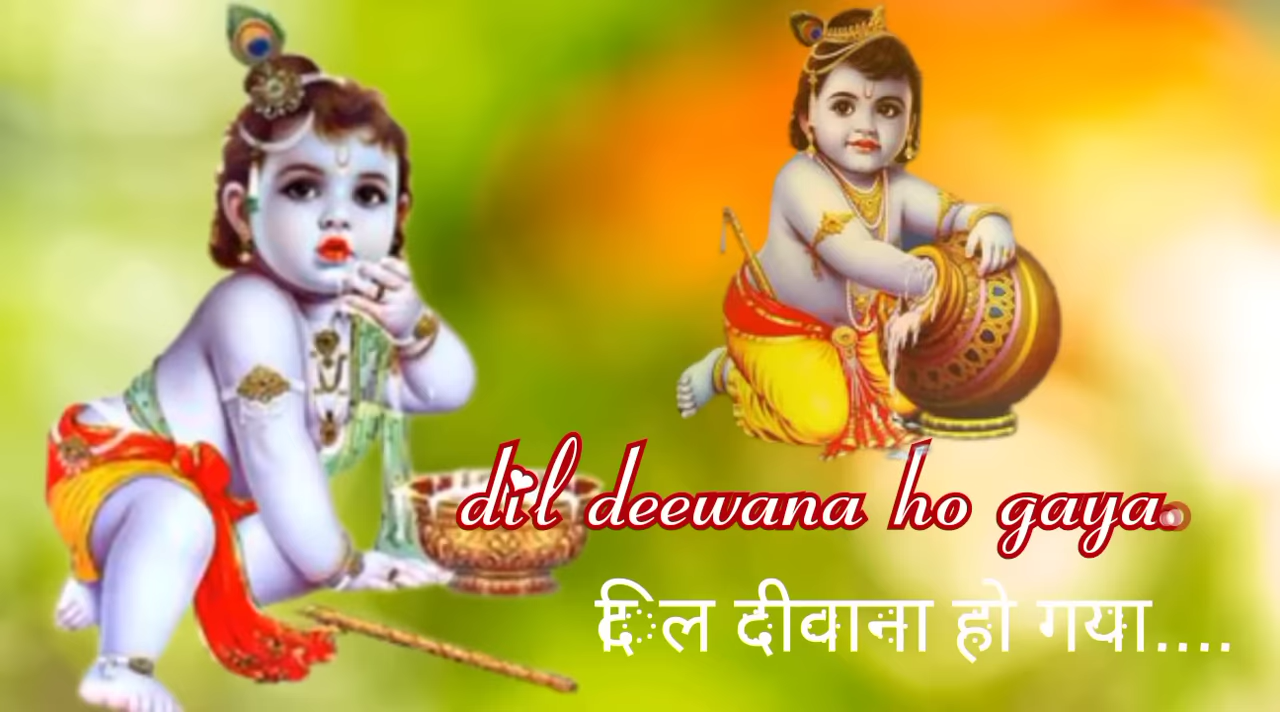 dil deewana ho gaya.
दिल दीवाना हो गया....